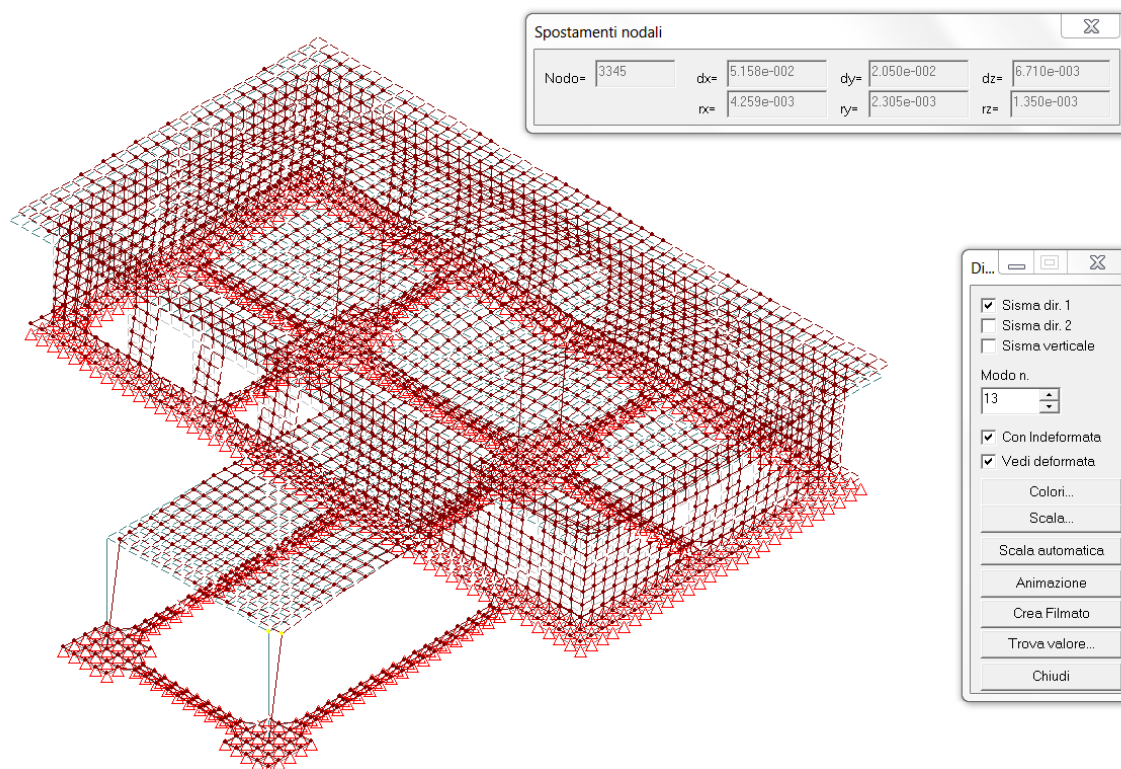 Spostamenti nodali
Nodo= 3345 dx= 5.158e-002 dy= 2.050e-002 dz= 6.710e-003
rx= 4.259e-003 ry= 2.305e-003 rz= 1.350e-003
Di...
Sisma dir. 1
Sisma dir. 2
Sisma verticale
Modo n.
13
Con Indeformata
Vedi deformata
Colori...
Scala...
Scala automatica
Animazione
Crea Filmato
Trova valore...
Chiudi